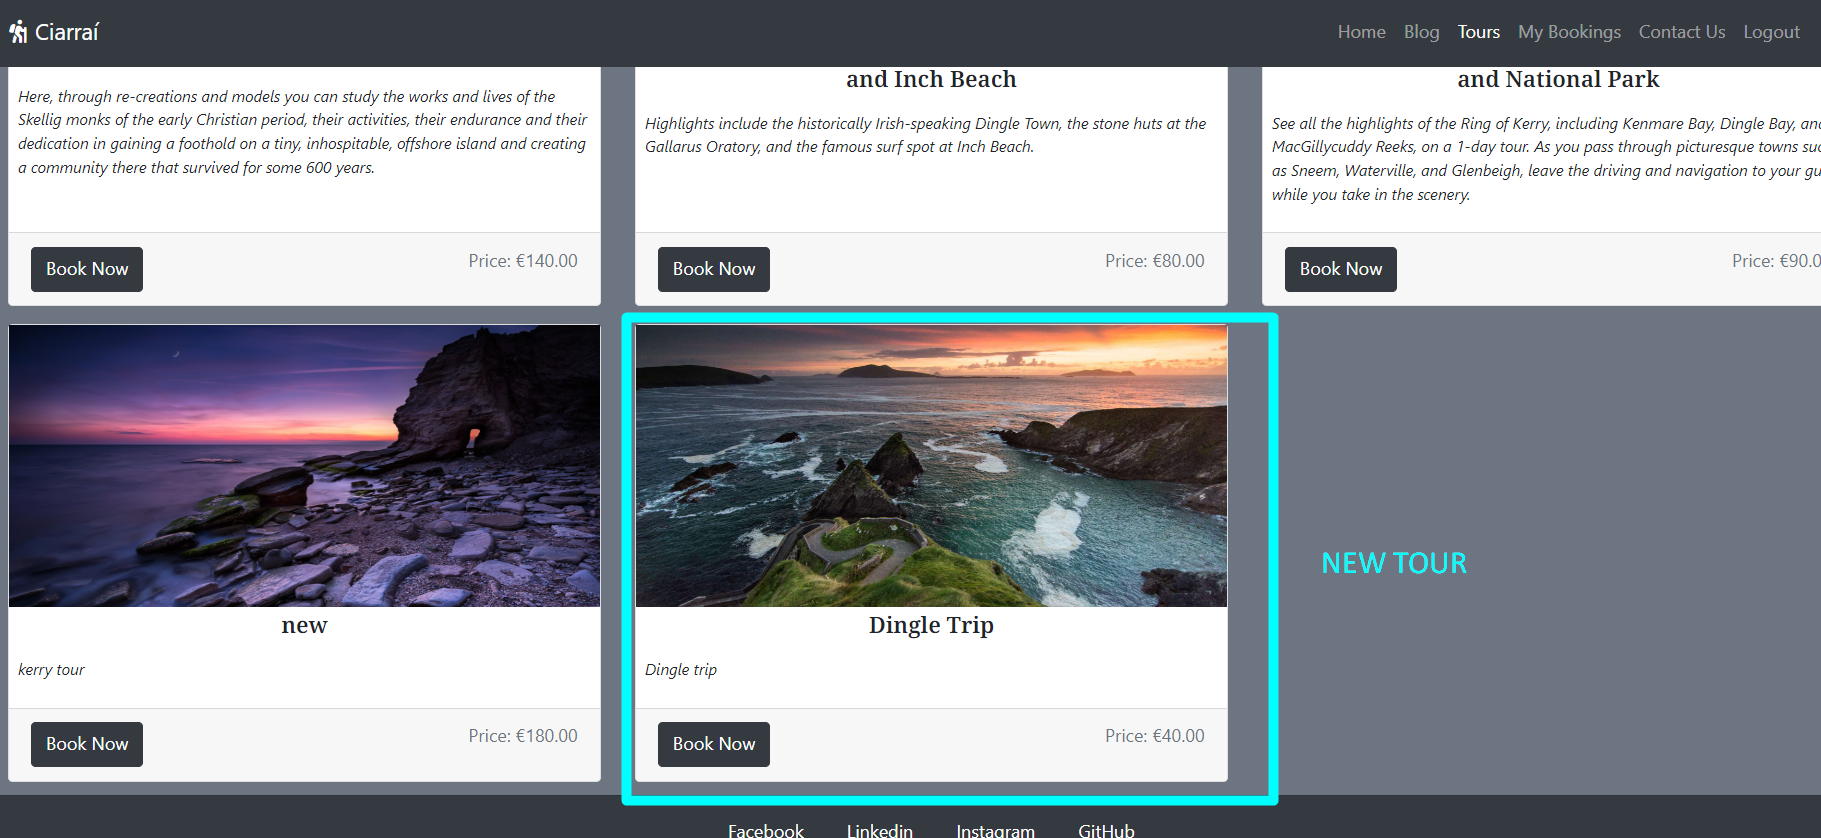 Ciarraí
Home Blog Tours My Bookings Contact Us Logout
Here, through re-creations and models you can study the works and lives of the
Skellig monks of the early Christian period, their activities, their endurance and their
dedication in gaining a foothold on a tiny, inhospitable, offshore island and creating
a community there that survived for some 600 years.
Book Now
Price: €140.00
and Inch Beach
Highlights include the historically Irish-speaking Dingle Town, the stone huts at the
Gallarus Oratory, and the famous surf spot at Inch Beach.
Book Now
Price: €80.00
and National Park
See all the highlights of the Ring of Kerry, including Kenmare Bay, Dingle Bay, and
MacGillycuddy Reeks, on a 1-day tour. As you pass through picturesque towns
as Sneem, Waterville, and Glenbeigh, leave the driving and navigation to your
while you take in the scenery.
Book Now
Price: €90.0
new
kerry tour
Book Now
Price: €180.00
Dingle Trip
Dingle trip
Book Now
Price: €40.00
NEW TOUR
Facebook Linkedin Instagram GitHub